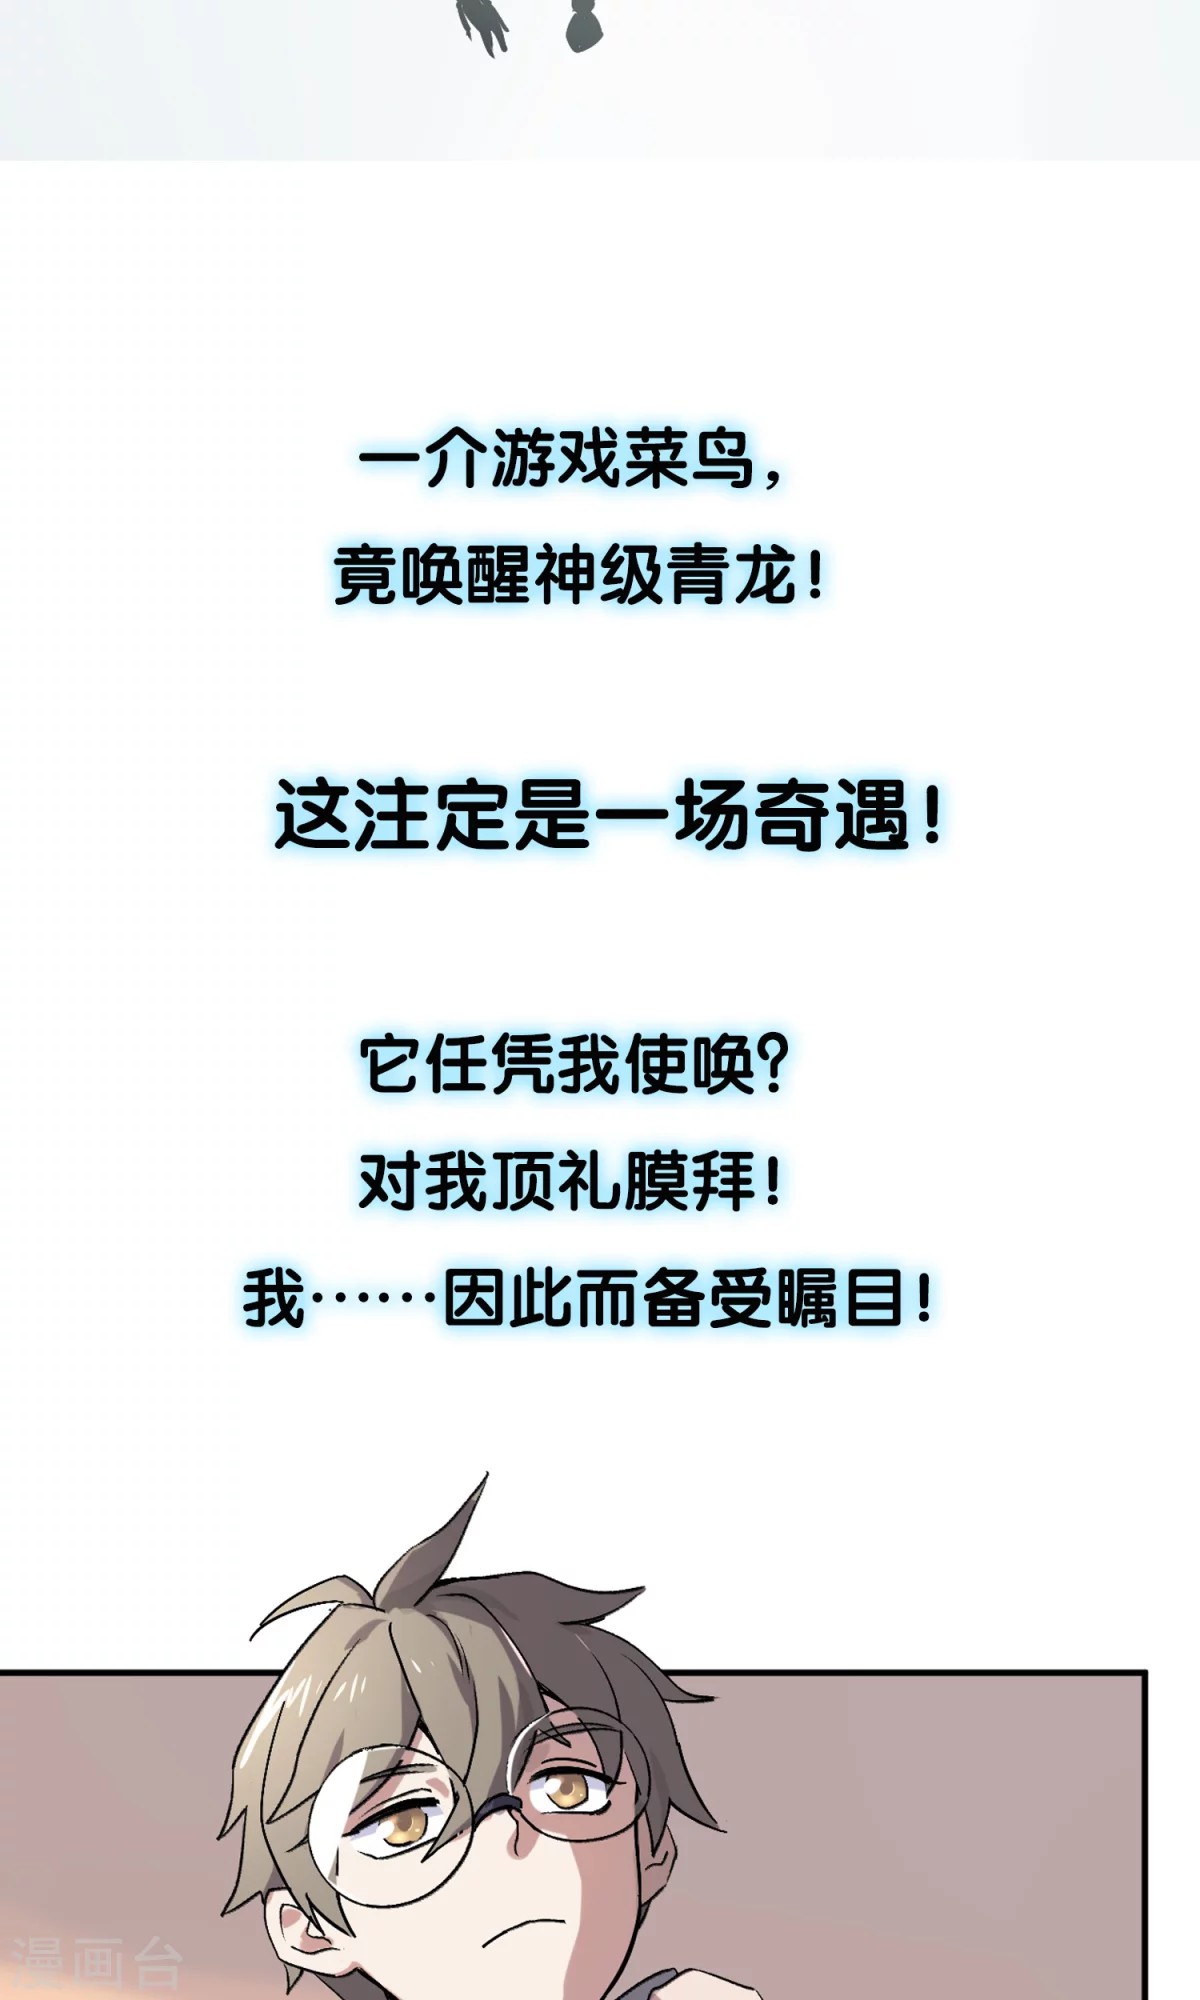 一介游戏菜鸟，
竟唤醒神级青龙！
这注定是一场奇遇！
它任凭我使唤？
对我顶礼膜拜！
我……因此而备受瞩目！
漫画台